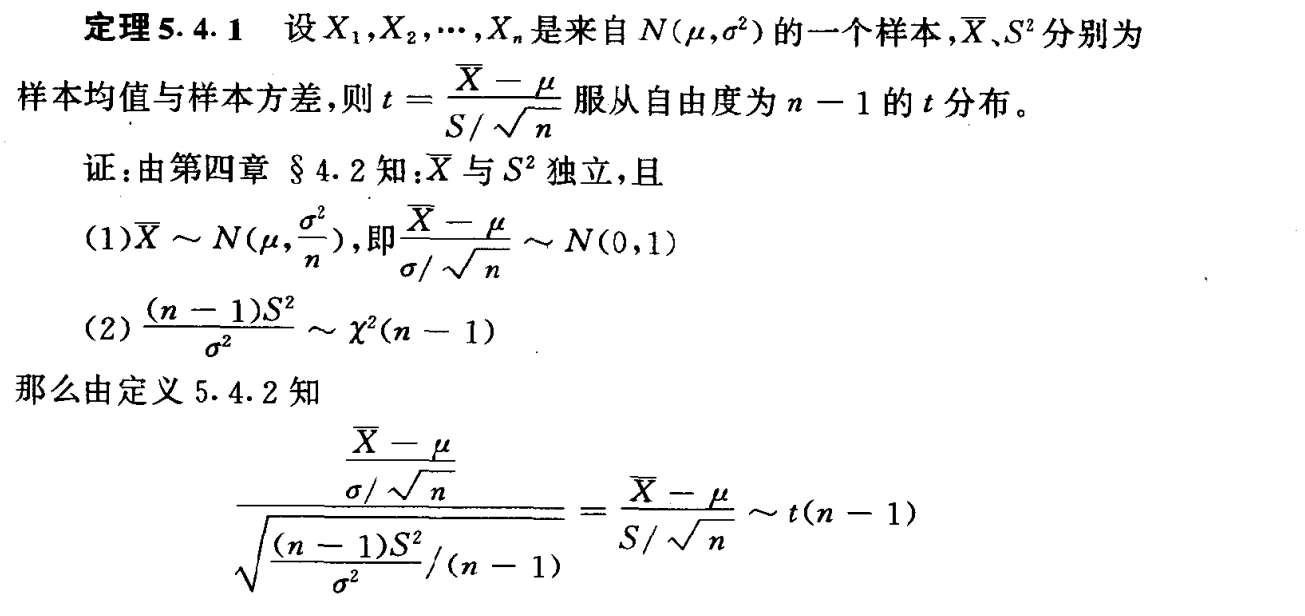 定理5.4.1 设 X₁,X₂,⋯,Xₙ是来自 N(μ,σ²) 的一个样本,X̄、S² 分别为
样本均值与样本方差,则 t = (X̄ − μ)/(S/√n) 服从自由度为 n − 1 的 t 分布。
证:由第四章 §4.2 知:X̄ 与 S² 独立,且
(1) X̄ ~ N(μ, σ²/n),即 (X̄ − μ)/(σ/√n) ~ N(0,1)
(2) (n − 1)S²/σ² ~ χ²(n − 1)
那么由定义 5.4.2 知
((X̄ − μ)/(σ/√n)) / √((n − 1)S²/σ² /(n − 1)) = (X̄ − μ)/(S/√n) ~ t(n − 1)